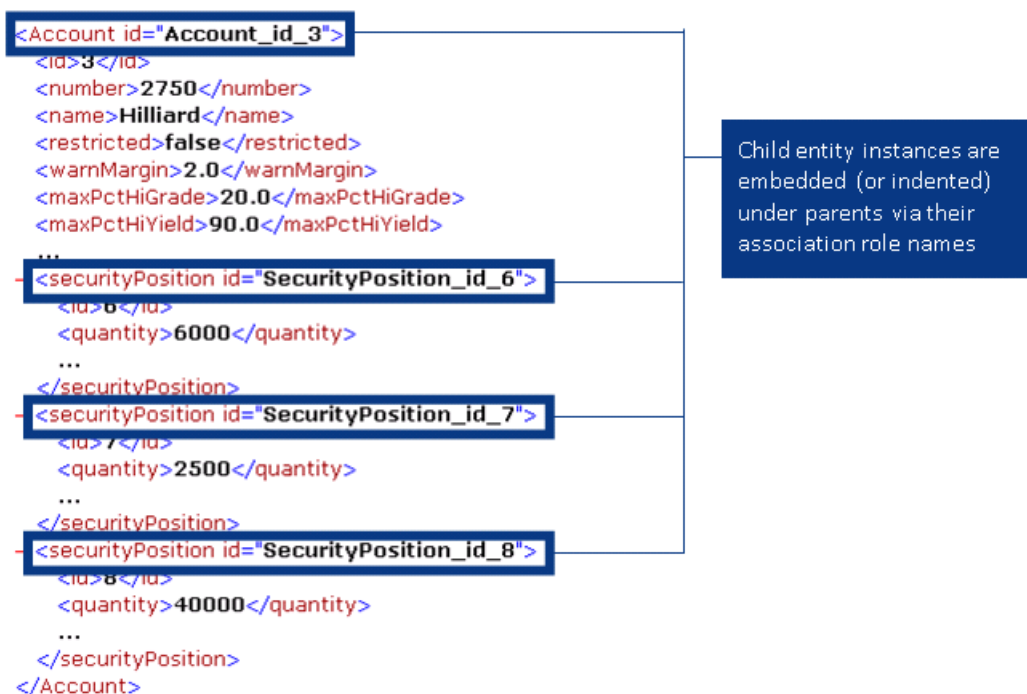 <Account id="Account_id_3">
<id>3</id>
<number>2750</number>
<name>Hilliard</name>
<restricted>false</restricted>
<warnMargin>2.0</warnMargin>
<maxPctHiGrade>20.0</maxPctHiGrade>
<maxPctHiYield>90.0</maxPctHiYield>
...
- <securityPosition id="SecurityPosition_id_6">
<id>6</id>
<quantity>6000</quantity>
...
</securityPosition>
- <securityPosition id="SecurityPosition_id_7">
<id>7</id>
<quantity>2500</quantity>
...
</securityPosition>
- <securityPosition id="SecurityPosition_id_8">
<id>8</id>
<quantity>40000</quantity>
...
</securityPosition>
</Account>
Child entity instances are
embedded (or indented)
under parents via their
association role names